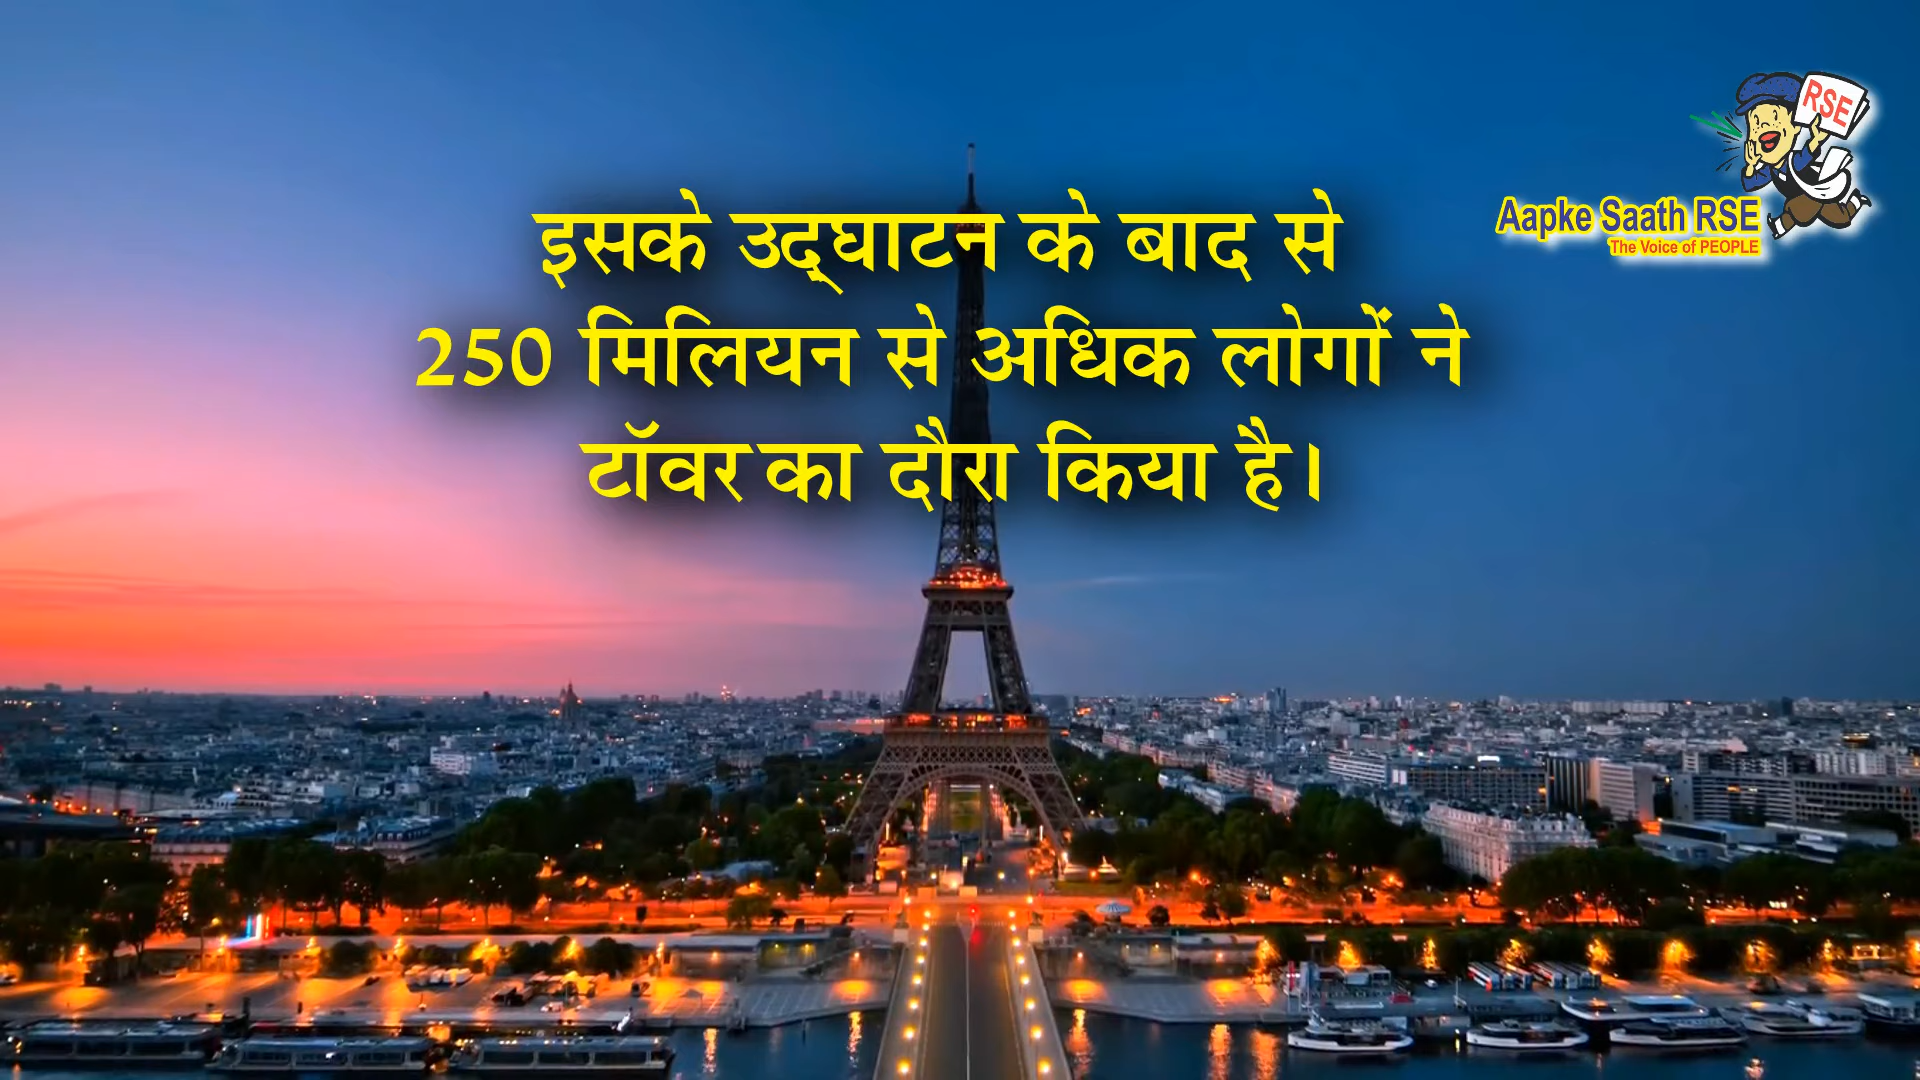 RSE
Aapke Saath RSE
The Voice of PEOPLE
इसके उद्‌घाटन के बाद से
250 मिलियन से अधिक लोगों ने
टॉवर का दौरा किया है।